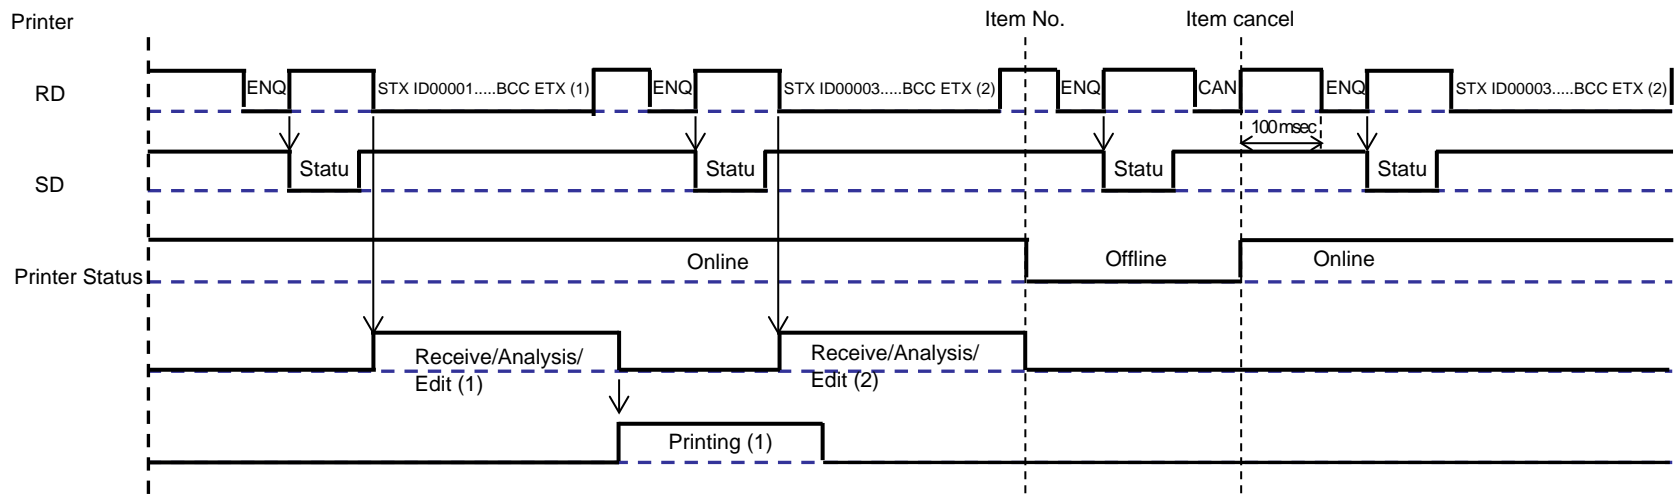 Printer
Item No.
Item cancel
RD
ENQ
STX ID00001.....BCC ETX (1)
ENQ
STX ID00003.....BCC ETX (2)
ENQ
CAN
ENQ
STX ID00003.....BCC ETX (2)
100 msec
SD
Statu
Statu
Statu
Statu
Printer Status
Online
Offline
Online
Receive/Analysis/
Edit (1)
Receive/Analysis/
Edit (2)
Printing (1)